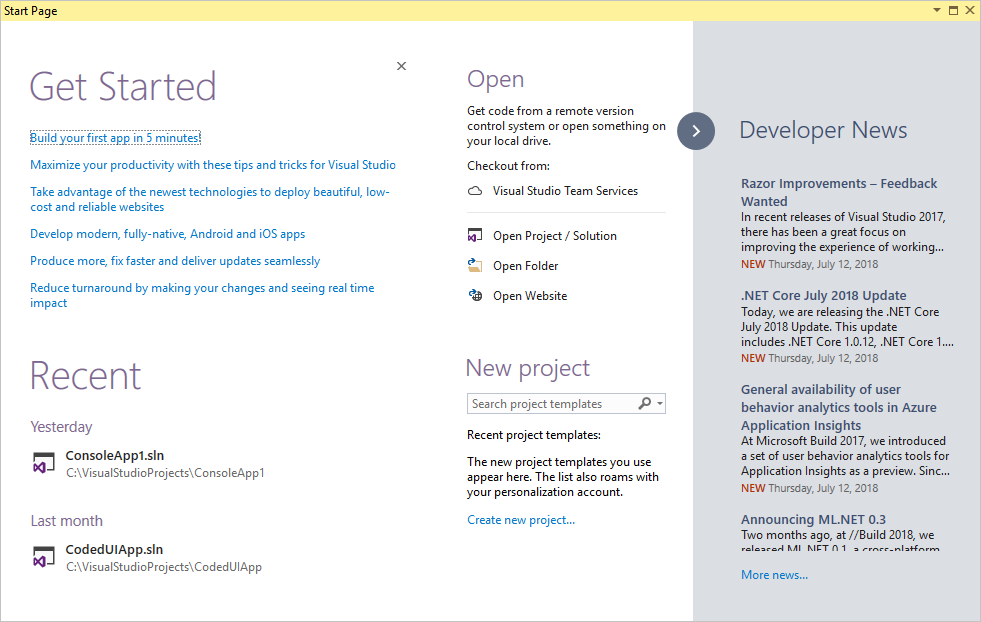 Start Page
Get Started
Build your first app in 5 minutes!
Maximize your productivity with these tips and tricks for Visual Studio
Take advantage of the newest technologies to deploy beautiful, low-
cost and reliable websites
Develop modern, fully-native, Android and iOS apps
Produce more, fix faster and deliver updates seamlessly
Reduce turnaround by making your changes and seeing real time
impact
Recent
Yesterday
ConsoleApp1.sln
C:\VisualStudioProjects\ConsoleApp1
Last month
CodedUIApp.sln
C:\VisualStudioProjects\CodedUIApp
Open
Get code from a remote version
control system or open something on
your local drive.
Checkout from:
Visual Studio Team Services
Open Project / Solution
Open Folder
Open Website
New project
Search project templates
Recent project templates:
The new project templates you use
appear here. The list also roams with
your personalization account.
Create new project...
Developer News
Razor Improvements – Feedback
Wanted
In recent releases of Visual Studio 2017,
there has been a great focus on
improving the experience of working...
NEW Thursday, July 12, 2018
.NET Core July 2018 Update
Today, we are releasing the .NET Core
July 2018 Update. This update
includes .NET Core 1.0.12, .NET Core 1....
NEW Thursday, July 12, 2018
General availability of user
behavior analytics tools in Azure
Application Insights
At Microsoft Build 2017, we introduced
a set of user behavior analytics tools for
Application Insights as a preview. Sinc...
NEW Thursday, July 12, 2018
Announcing ML.NET 0.3
Two months ago, at //Build 2018, we
released ML.NET 0.1, a cross-platform
More news...